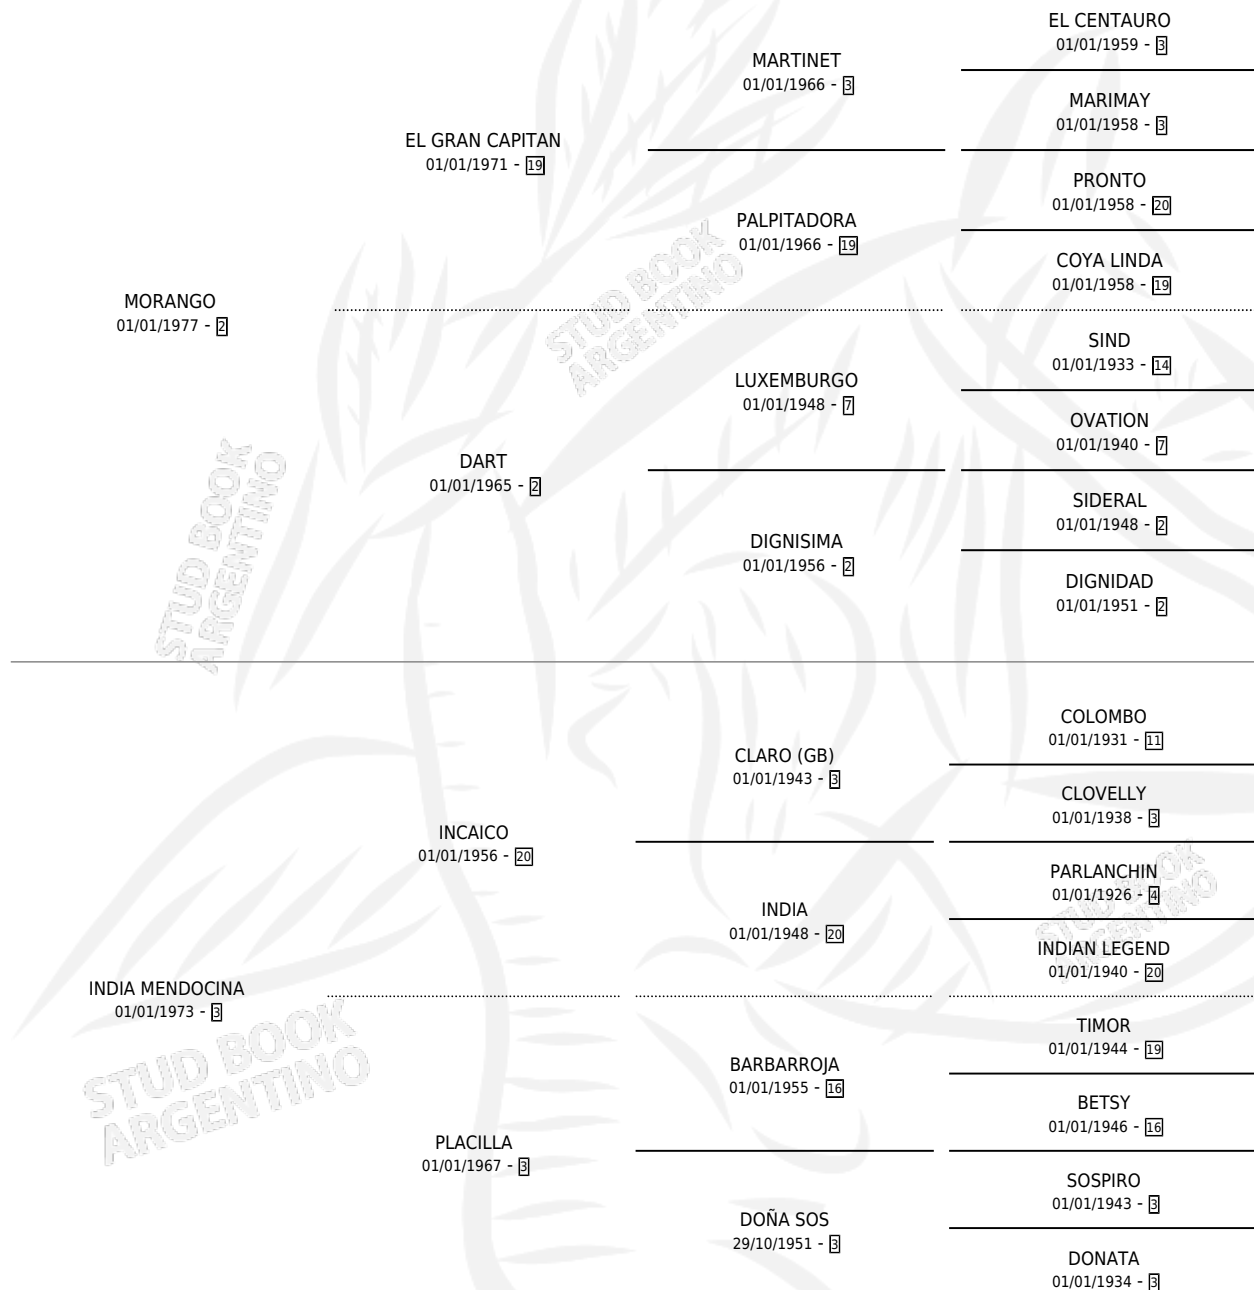 EL CENTAURO
01/01/1959 - 3
MARTINET
01/01/1966 - 3
MARIMAY
01/01/1958 - 3
EL GRAN CAPITAN
01/01/1971 - 19
PRONTO
01/01/1958 - 20
PALPITADORA
01/01/1966 - 19
COYA LINDA
01/01/1958 - 19
MORANGO
01/01/1977 - 2
SIND
01/01/1933 - 14
LUXEMBURGO
01/01/1948 - 7
OVATION
01/01/1940 - 7
DART
01/01/1965 - 2
SIDERAL
01/01/1948 - 2
DIGNISIMA
01/01/1956 - 2
DIGNIDAD
01/01/1951 - 2
STUD BOOK
ARGENTINO
STUD BOOK
ARGENTINO
COLOMBO
01/01/1931 - 11
CLARO (GB)
01/01/1943 - 3
CLOVELLY
01/01/1938 - 3
INCAICO
01/01/1956 - 20
PARLANCHIN
01/01/1926 - 4
INDIA
01/01/1948 - 20
INDIAN LEGEND
01/01/1940 - 20
STUD BOOK
ARGENTINO
INDIA MENDOCINA
01/01/1973 - 3
TIMOR
01/01/1944 - 19
BARBARROJA
01/01/1955 - 16
BETSY
01/01/1946 - 16
STUD BOOK
ARGENTINO
PLACILLA
01/01/1967 - 3
SOSPIRO
01/01/1943 - 3
DOÑA SOS
29/10/1951 - 3
DONATA
01/01/1934 - 3